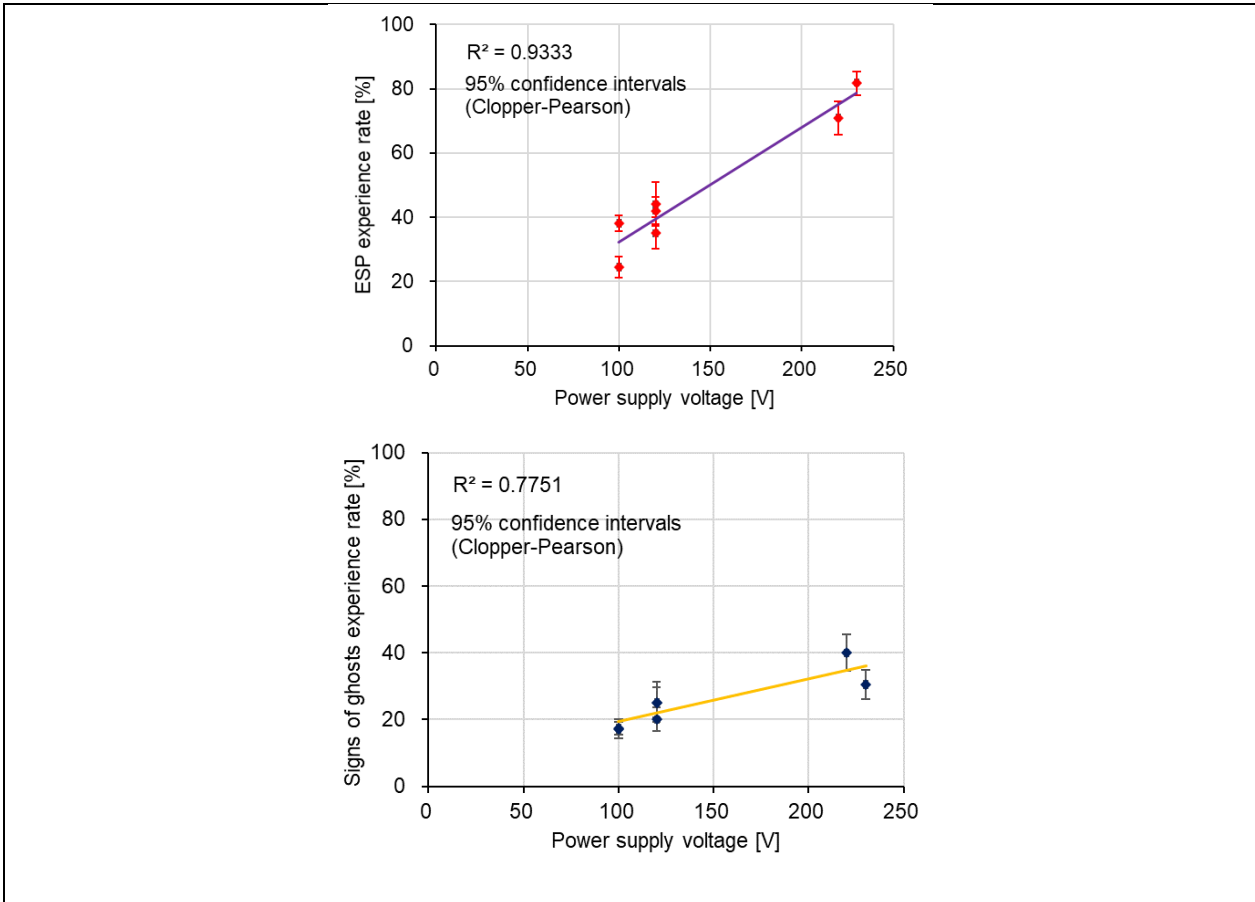 100
80
60
40
20
0
ESP experience rate [%]
R² = 0.9333
95% confidence intervals
(Clopper-Pearson)
0 50 100 150 200 250
Power supply voltage [V]
100
80
60
40
20
0
Signs of ghosts experience rate [%]
R² = 0.7751
95% confidence intervals
(Clopper-Pearson)
0 50 100 150 200 250
Power supply voltage [V]